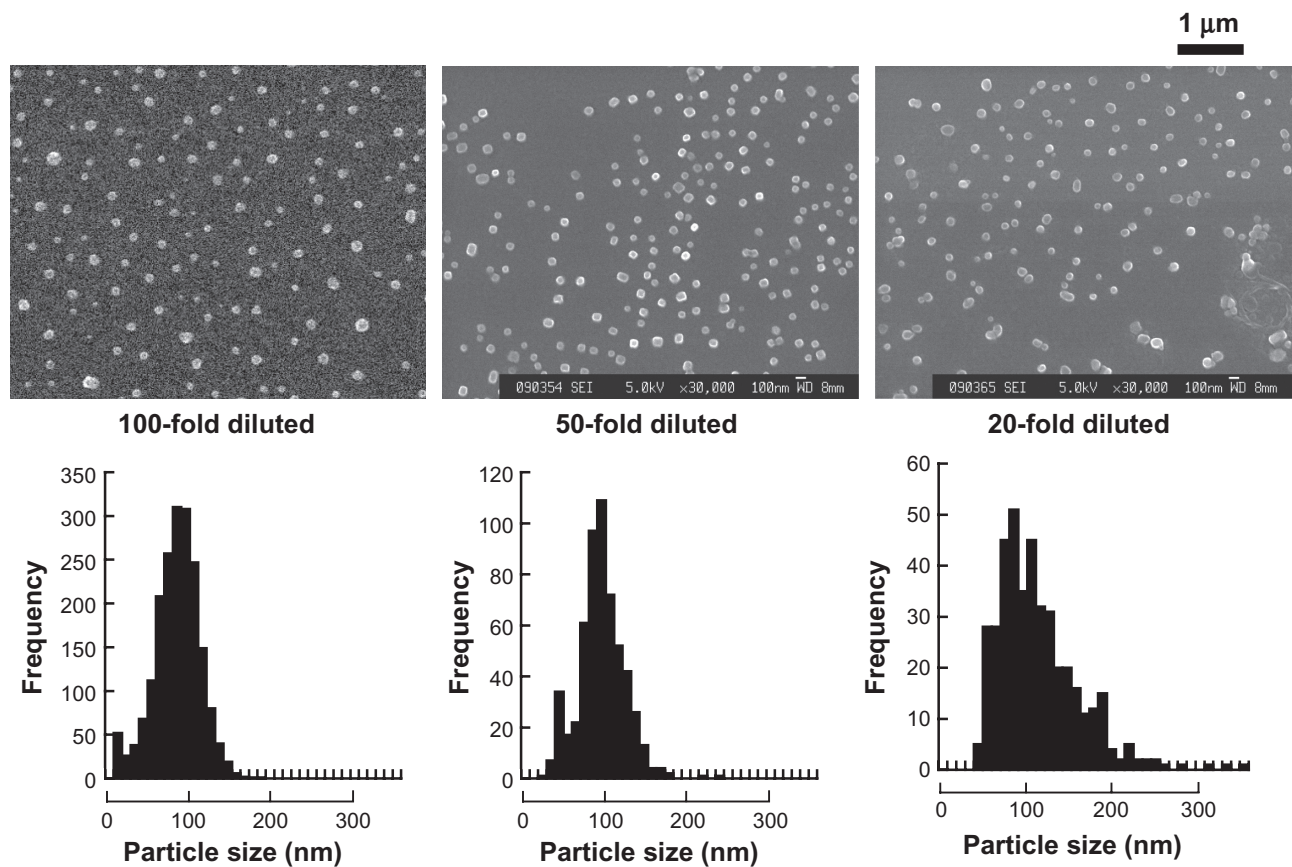 1 μm
090354 SEI 5.0kV ×30,000 100nm WD 8mm
090365 SEI 5.0kV ×30,000 100nm WD 8mm
100-fold diluted
50-fold diluted
20-fold diluted
Frequency
350
300
250
200
150
100
50
0
0 100 200 300
Particle size (nm)
Frequency
120
100
80
60
40
20
0
0 100 200 300
Particle size (nm)
Frequency
60
50
40
30
20
10
0
0 100 200 300
Particle size (nm)